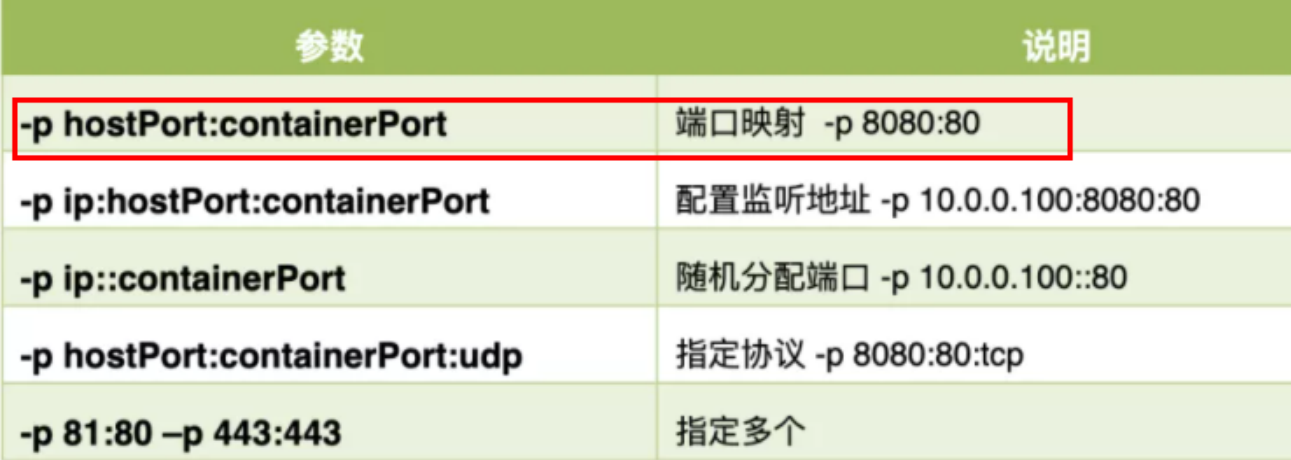 参数 说明
-p hostPort:containerPort 端口映射 -p 8080:80
-p ip:hostPort:containerPort 配置监听地址 -p 10.0.0.100:8080:80
-p ip::containerPort 随机分配端口 -p 10.0.0.100::80
-p hostPort:containerPort:udp 指定协议 -p 8080:80:tcp
-p 81:80 –p 443:443 指定多个